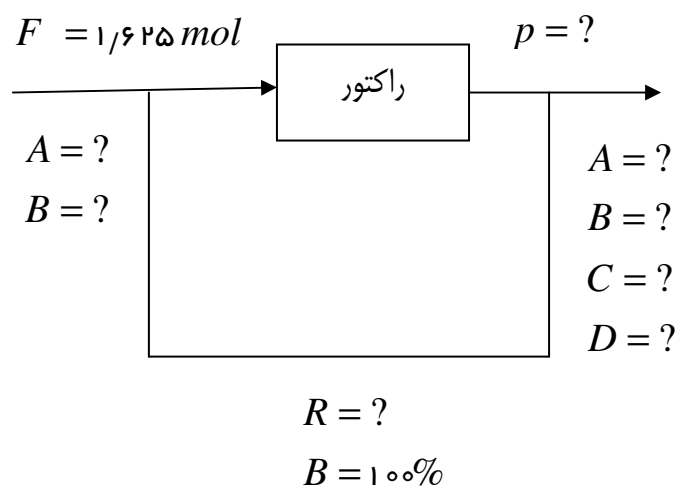 F = ۱/۶۲۵ mol
p = ?
راکتور
A = ?
B = ?
A = ?
B = ?
C = ?
D = ?
R = ?
B = ۱۰۰%